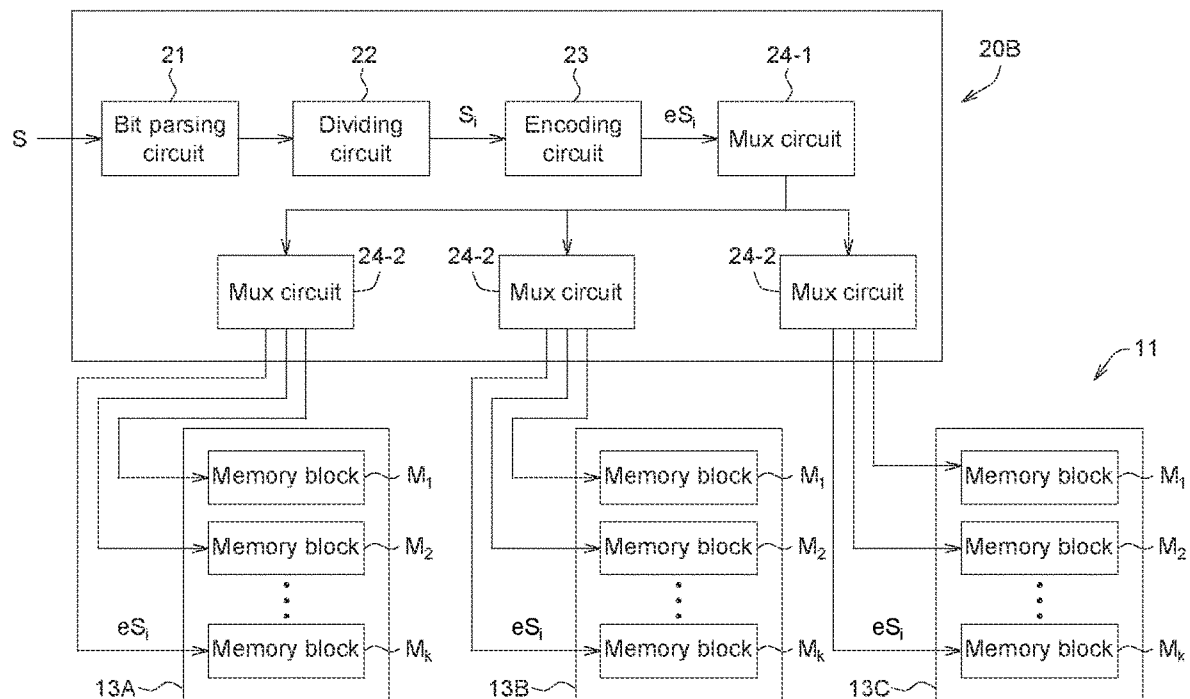 21
22
23
24-1
20B
S
Bit parsing
circuit
Dividing
circuit
Sᵢ
Encoding
circuit
eSᵢ
Mux circuit
24-2
24-2
24-2
Mux circuit
Mux circuit
Mux circuit
11
Memory block
M₁
Memory block
M₁
Memory block
M₁
Memory block
M₂
Memory block
M₂
Memory block
M₂
eSᵢ
Memory block
Mₖ
eSᵢ
Memory block
Mₖ
eSᵢ
Memory block
Mₖ
13A
13B
13C